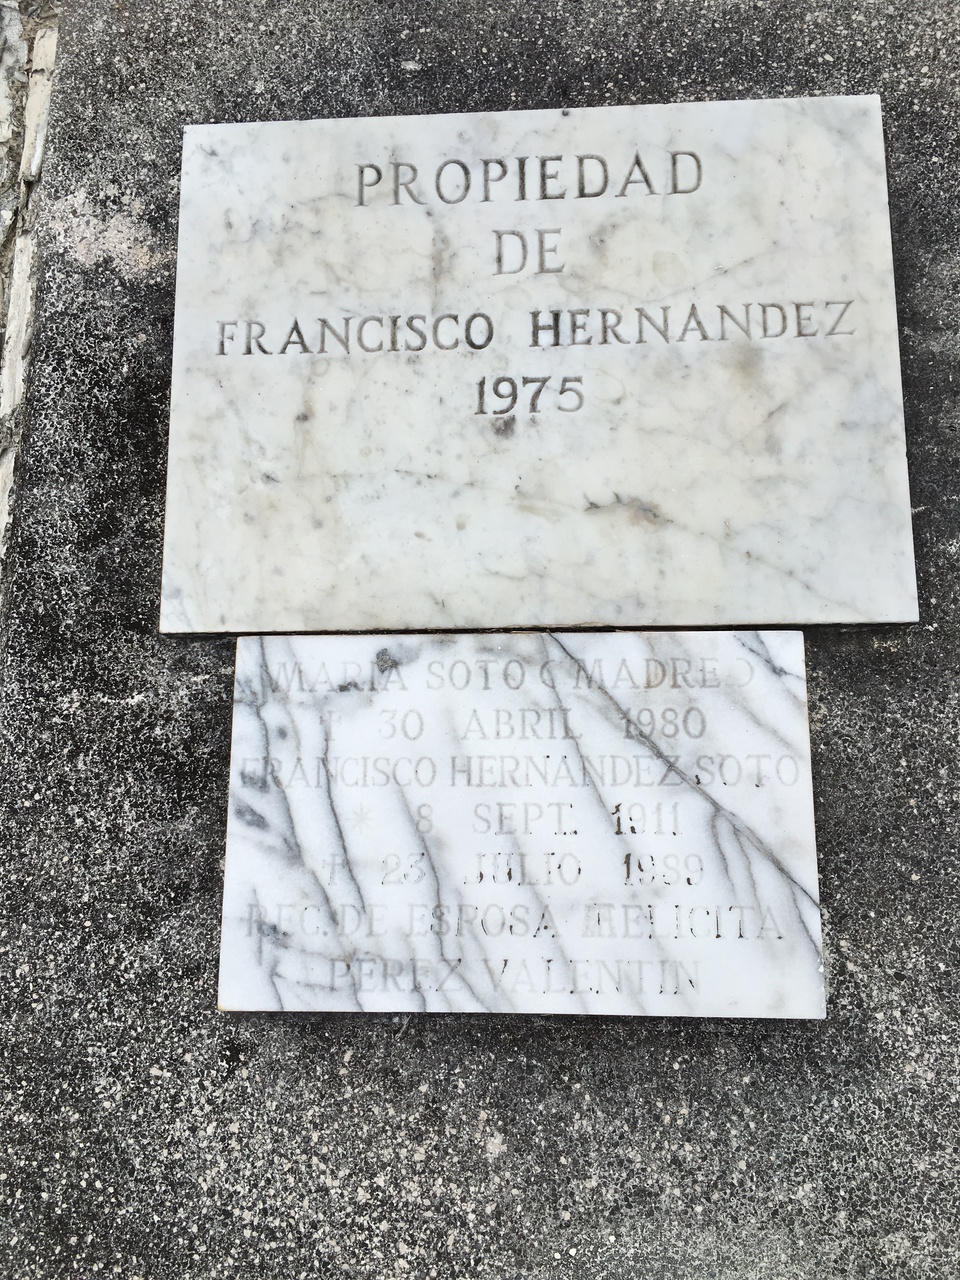 PROPIEDAD
DE
FRANCISCO HERNANDEZ
1975
MARIA SOTO (MADRE)
† 30 ABRIL 1980
FRANCISCO HERNANDEZ SOTO
* 8 SEPT. 1911
† 23 JULIO 1989
REC. DE ESPOSA MELICITA
PEREZ VALENTIN